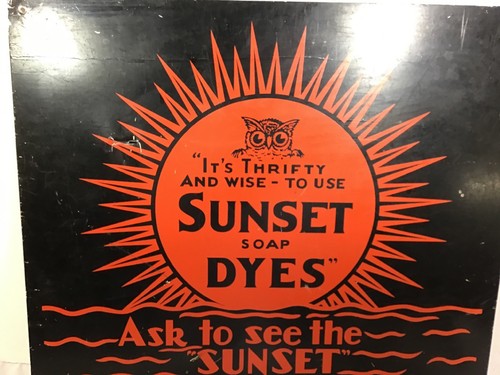 "IT'S THRIFTY
AND WISE - TO USE
SUNSET
SOAP
DYES"
Ask to see the
"SUNSET"